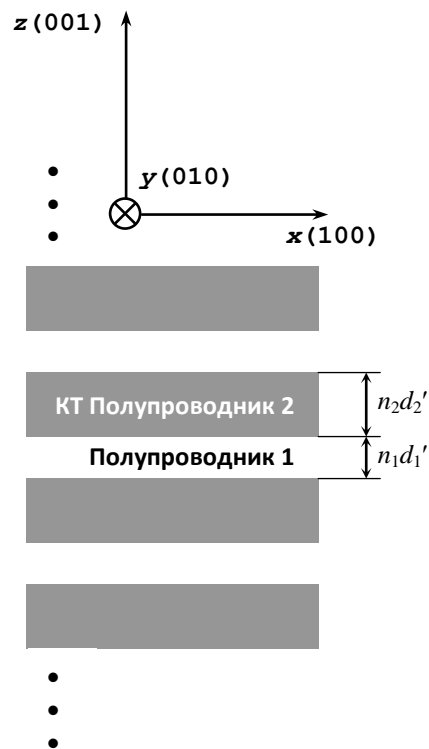 z(001)
y(010)
x(100)
КТ Полупроводник 2
n₂d₂′
Полупроводник 1
n₁d₁′